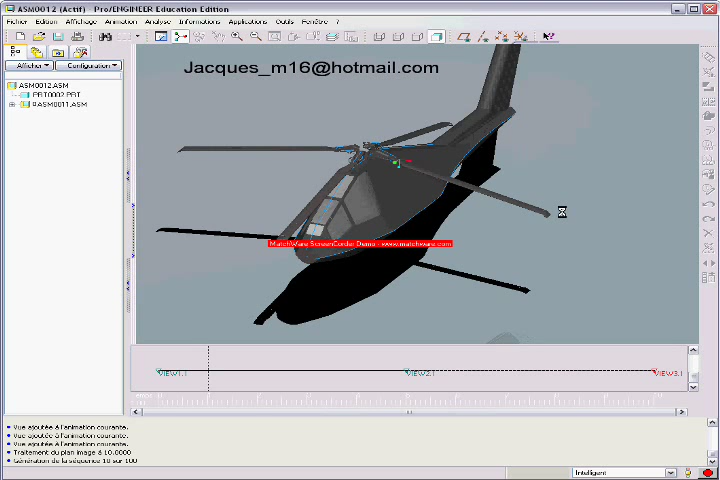 ASM0012 (Actif) - Pro/ENGINEER Education Edition
Fichier Edition Affichage Animation Analyse Informations Applications Outils Fenêtre ?
Afficher Configuration
ASM0012.ASM
PRT0002.PRT
ASM0011.ASM
Jacques_m16@hotmail.com
MatchWare ScreenCorder Demo - www.matchware.com
VIEW1.1 VIEW2.1 VIEW3.1
Vue ajoutée à l'animation courante.
Vue ajoutée à l'animation courante.
Vue ajoutée à l'animation courante.
Traitement du plan image à 10.0000
Génération de la séquence 10 sur 100
Intelligent